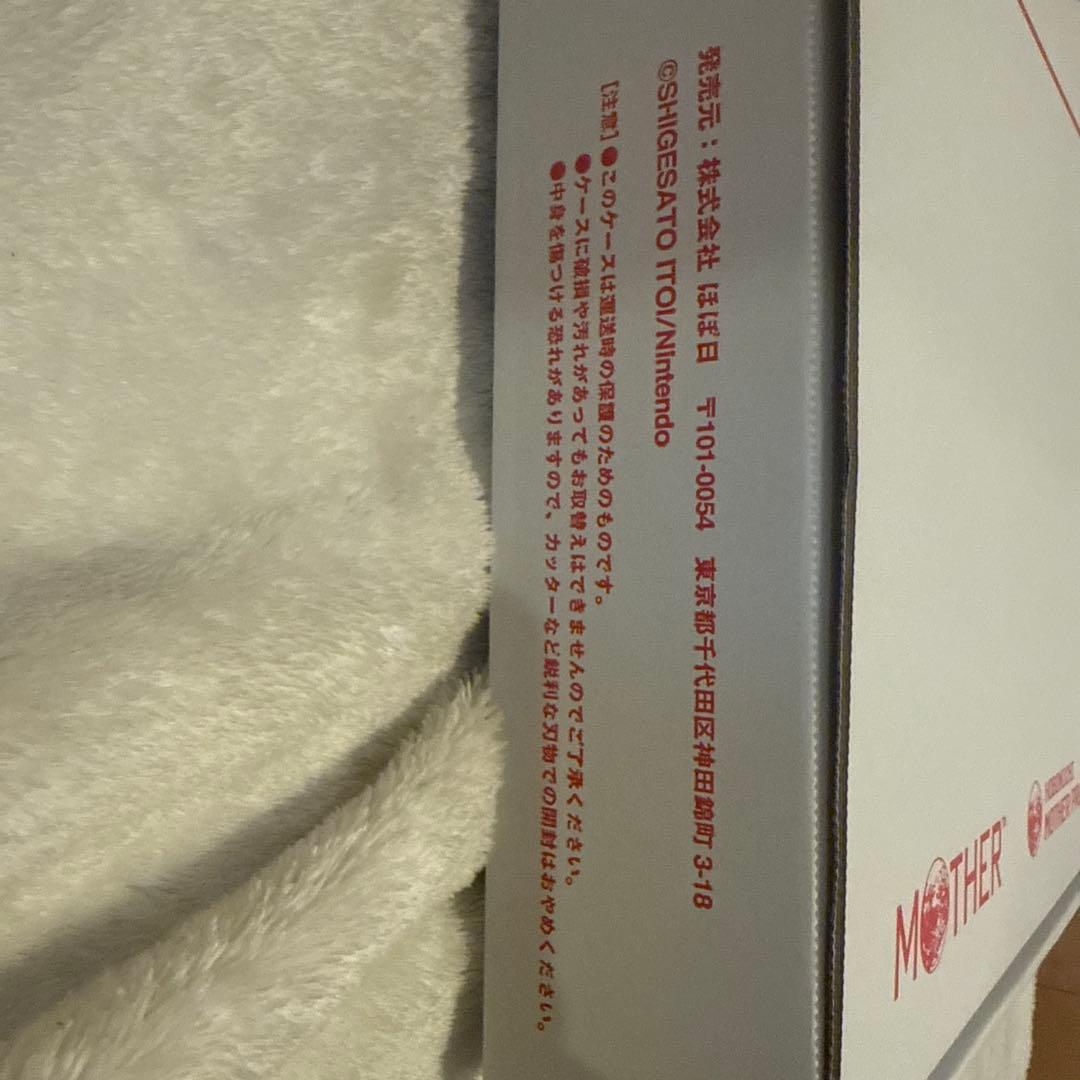 発売元：株式会社 ほぼ日　〒101-0054　東京都千代田区神田錦町 3-18
©SHIGESATO ITOI/Nintendo
[注意] ●このケースは運送時の保護のためのものです。
●ケースに破損や汚れがあってもお取替えはできませんのでご了承ください。
●中身を傷つける恐れがありますので、カッターなど鋭利な刃物での開封はおやめください。
MOTHER